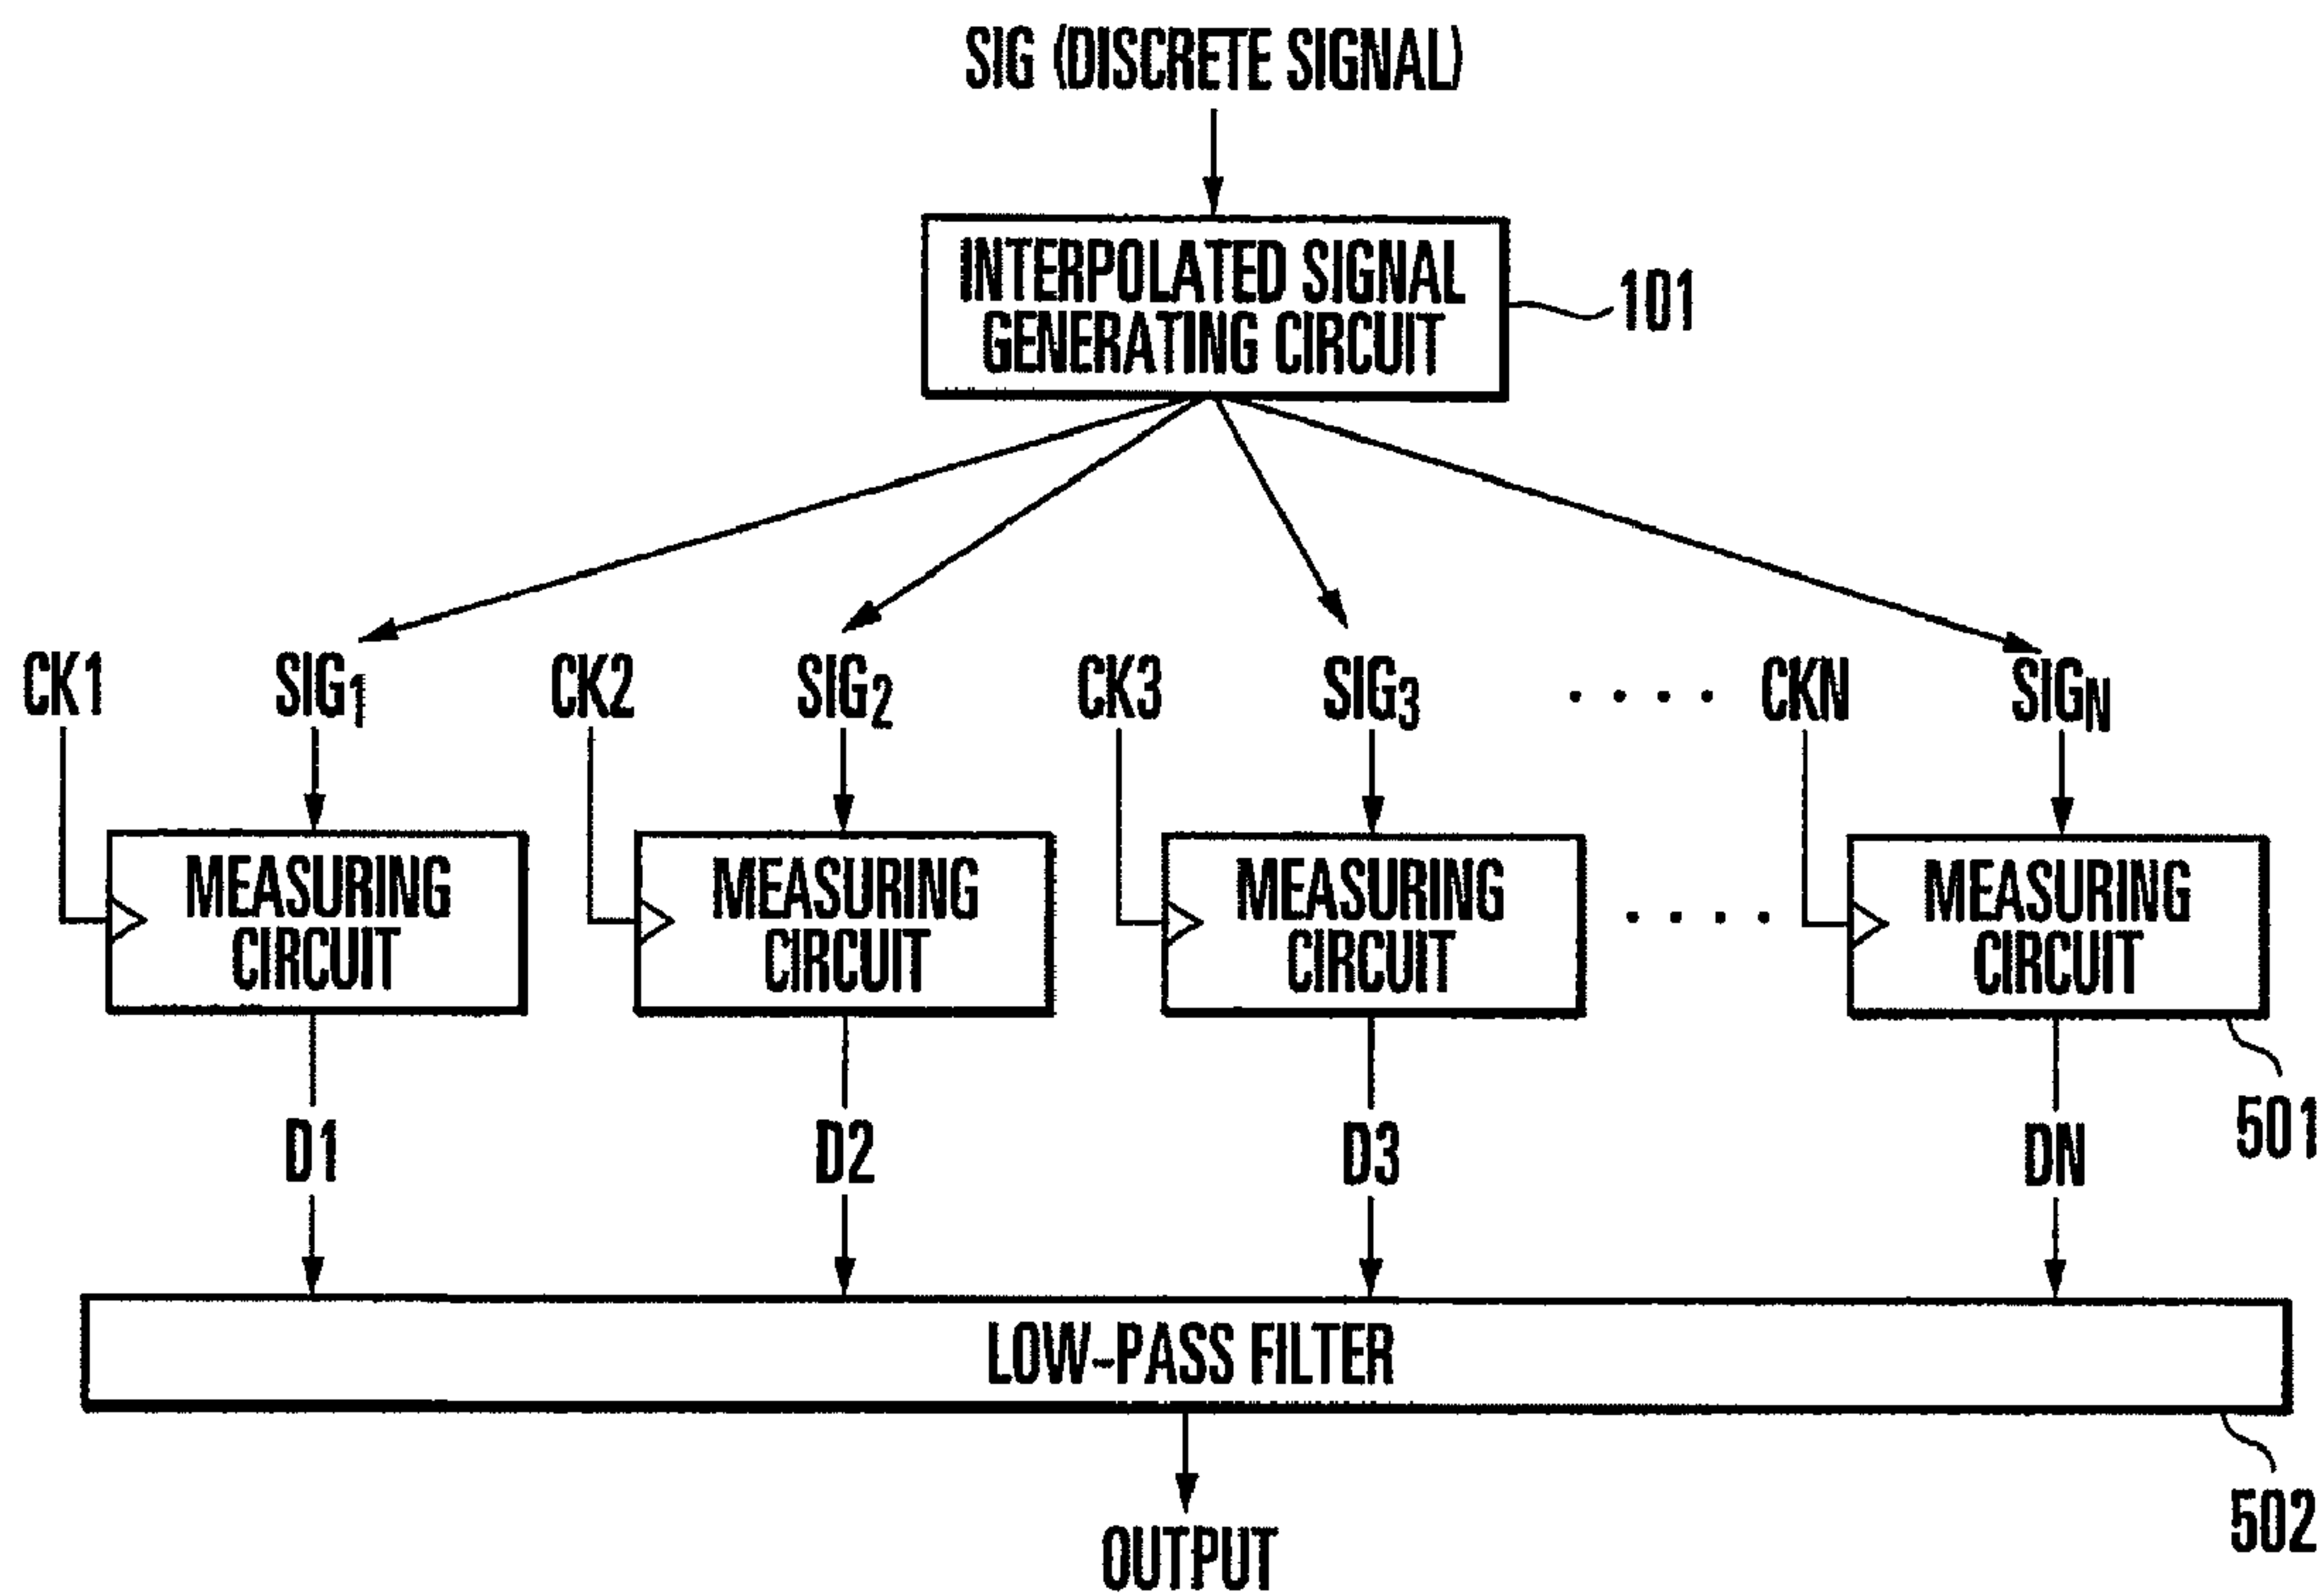 SIG (DISCRETE SIGNAL)
INTERPOLATED SIGNAL
GENERATING CIRCUIT
101
CK1 SIG1 CK2 SIG2 CK3 SIG3 .... CKN SIGN
MEASURING
CIRCUIT
MEASURING
CIRCUIT
MEASURING
CIRCUIT
....
MEASURING
CIRCUIT
501
D1 D2 D3 DN
LOW-PASS FILTER
502
OUTPUT